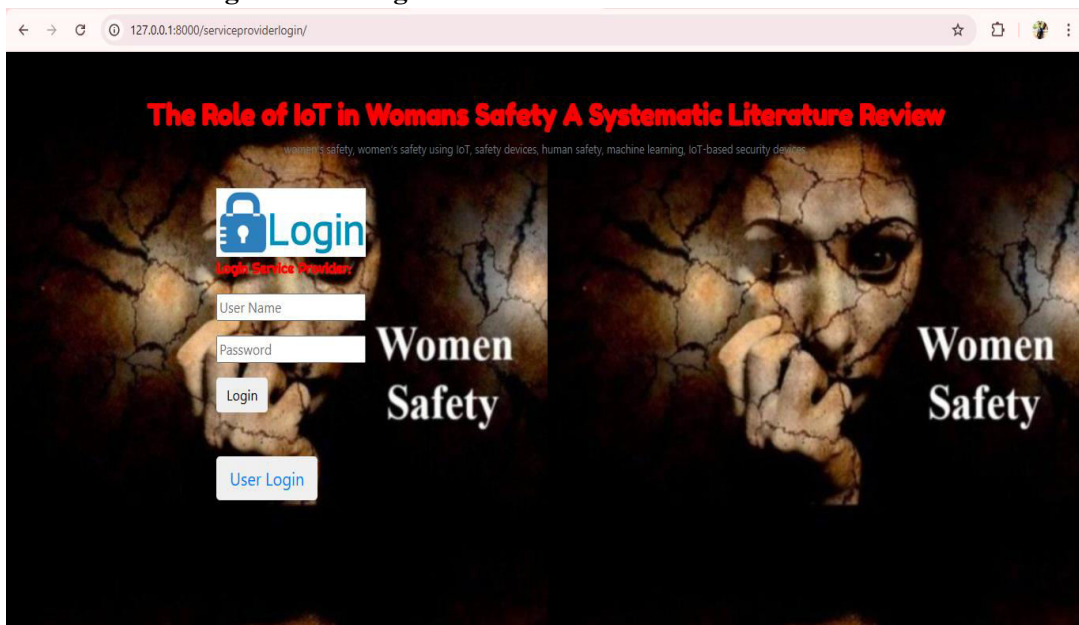 127.0.0.1:8000/serviceproviderlogin/
The Role of IoT in Womans Safety A Systematic Literature Review
women's safety, women's safety using IoT, safety devices, human safety, machine learning, IoT-based security devices
Login
Login Service Provider:
User Name
Password
Login
User Login
Women
Safety
Women
Safety